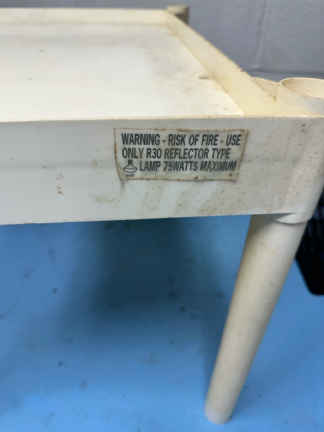 WARNING - RISK OF FIRE - USE
ONLY R30 REFLECTOR TYPE
LAMP 75WATTS MAXIMUM